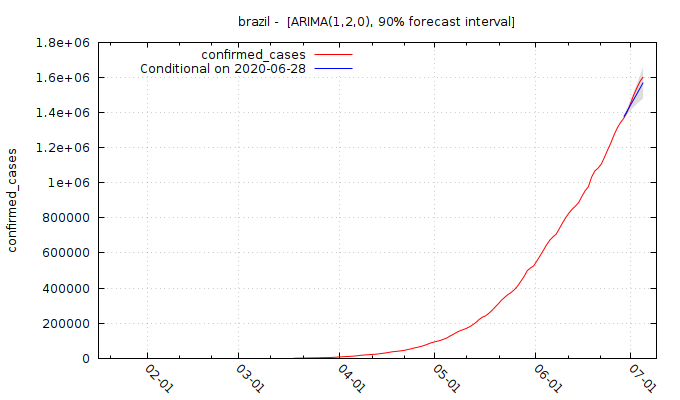 brazil -  [ARIMA(1,2,0), 90% forecast interval]
confirmed_cases
Conditional on 2020-06-28
confirmed_cases
1.8e+06
1.6e+06
1.4e+06
1.2e+06
1e+06
800000
600000
400000
200000
0
02-01
03-01
04-01
05-01
06-01
07-01